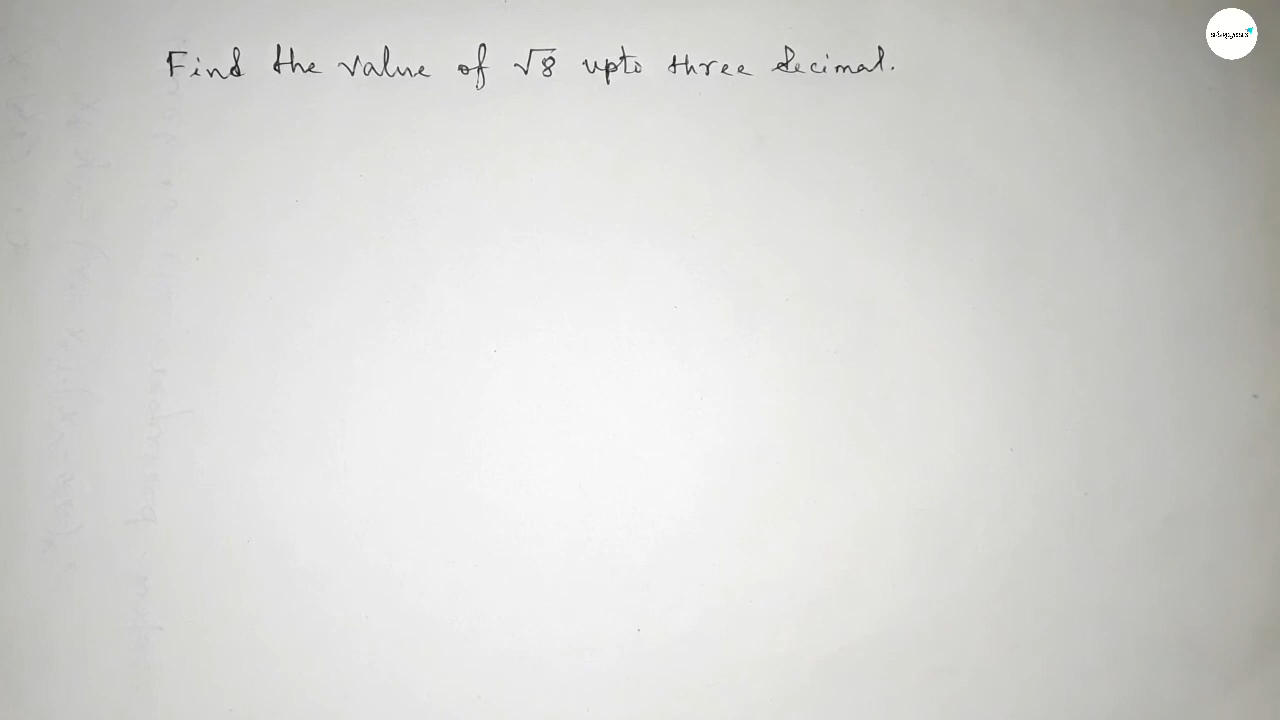 Find the value of √8 upto three decimal.